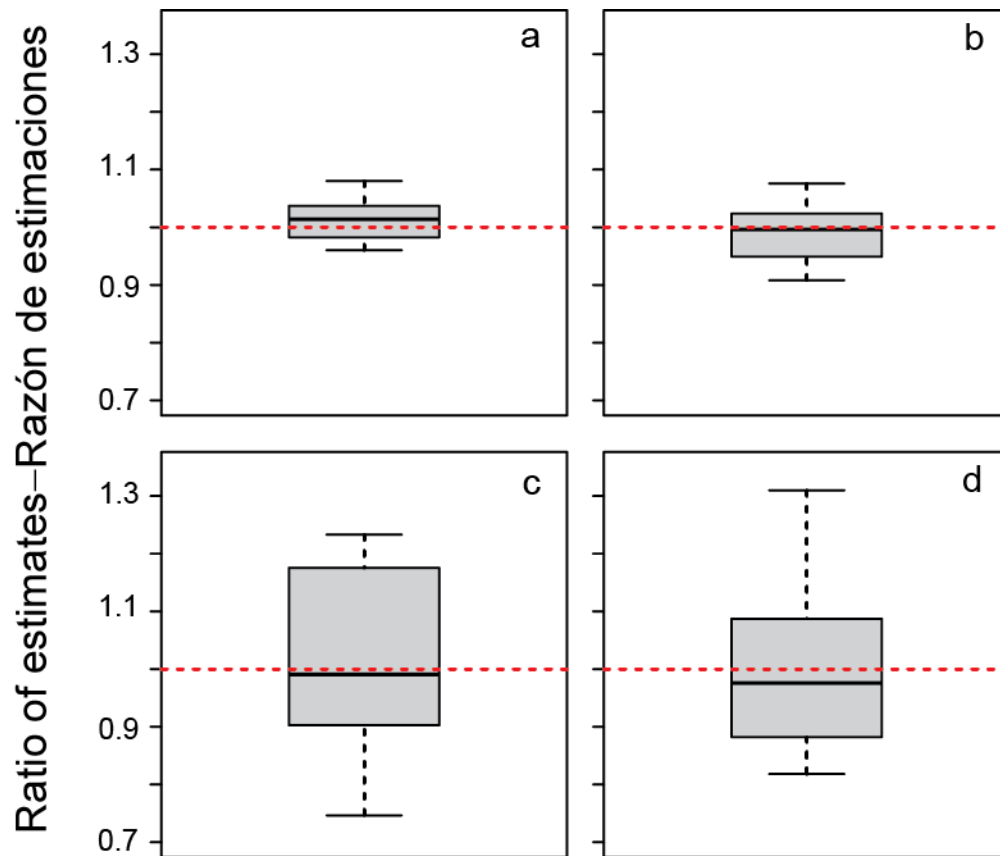 Ratio of estimates–Razón de estimaciones
a
1.3
1.1
0.9
0.7
b
c
1.3
1.1
0.9
0.7
d